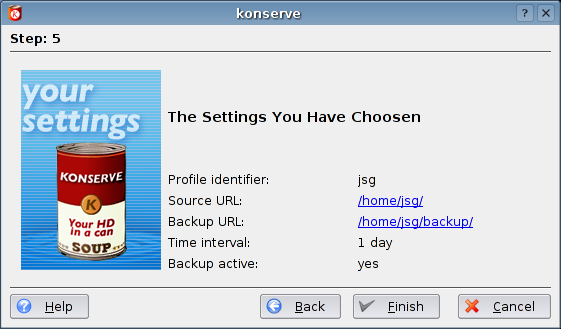 konserve
Step: 5
your
settings
KONSERVE
K
Your HD
in a can
SOUP
The Settings You Have Choosen
Profile identifier: jsg
Source URL: /home/jsg/
Backup URL: /home/jsg/backup/
Time interval: 1 day
Backup active: yes
Help Back Finish Cancel